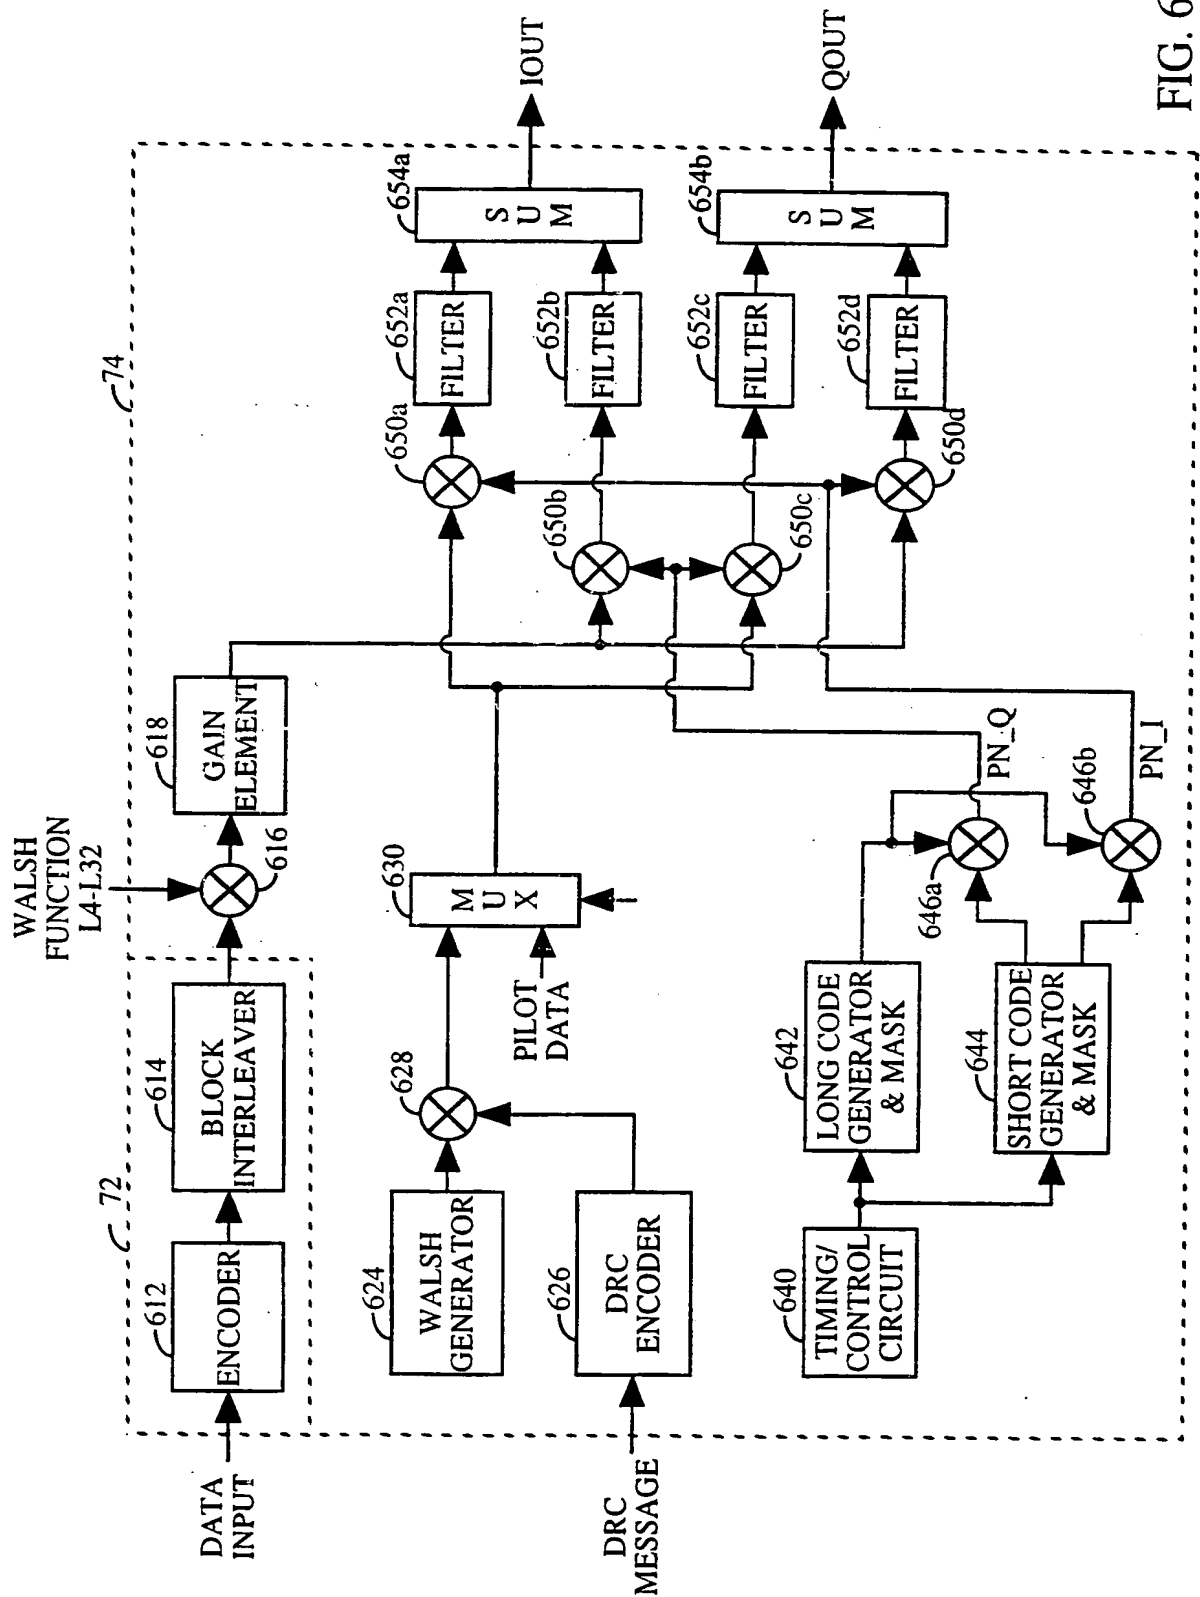 FIG. 6
72
74
DATA
INPUT
612
ENCODER
614
BLOCK
INTERLEAVER
WALSH
FUNCTION
L4-L32
616
618
GAIN
ELEMENT
624
WALSH
GENERATOR
628
DRC
MESSAGE
626
DRC
ENCODER
PILOT
DATA
630
M
U
X
640
TIMING/
CONTROL
CIRCUIT
642
LONG CODE
GENERATOR
& MASK
644
SHORT CODE
GENERATOR
& MASK
646a
646b
PN_Q
PN_I
650a
650b
650c
650d
652a
FILTER
652b
FILTER
652c
FILTER
652d
FILTER
654a
S
U
M
654b
S
U
M
IOUT
QOUT